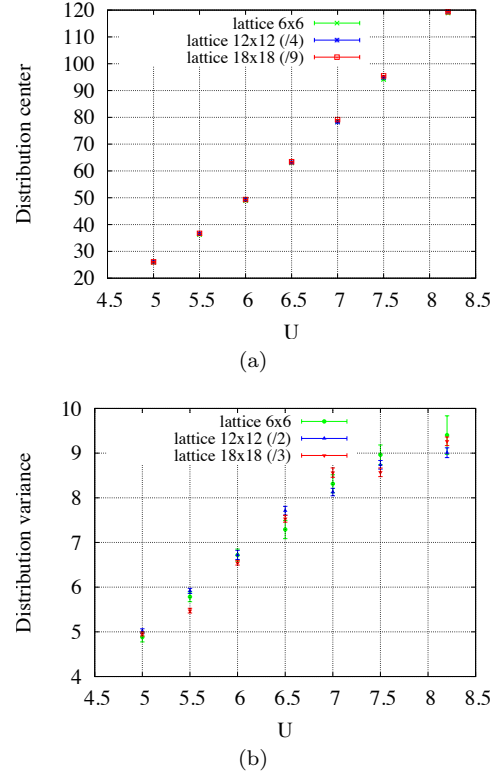 lattice 6x6
lattice 12x12 (/4)
lattice 18x18 (/9)
Distribution center
120
110
100
90
80
70
60
50
40
30
20
4.5 5 5.5 6 6.5 7 7.5 8 8.5
U
(a)
lattice 6x6
lattice 12x12 (/2)
lattice 18x18 (/3)
Distribution variance
10
9
8
7
6
5
4
4.5 5 5.5 6 6.5 7 7.5 8 8.5
U
(b)